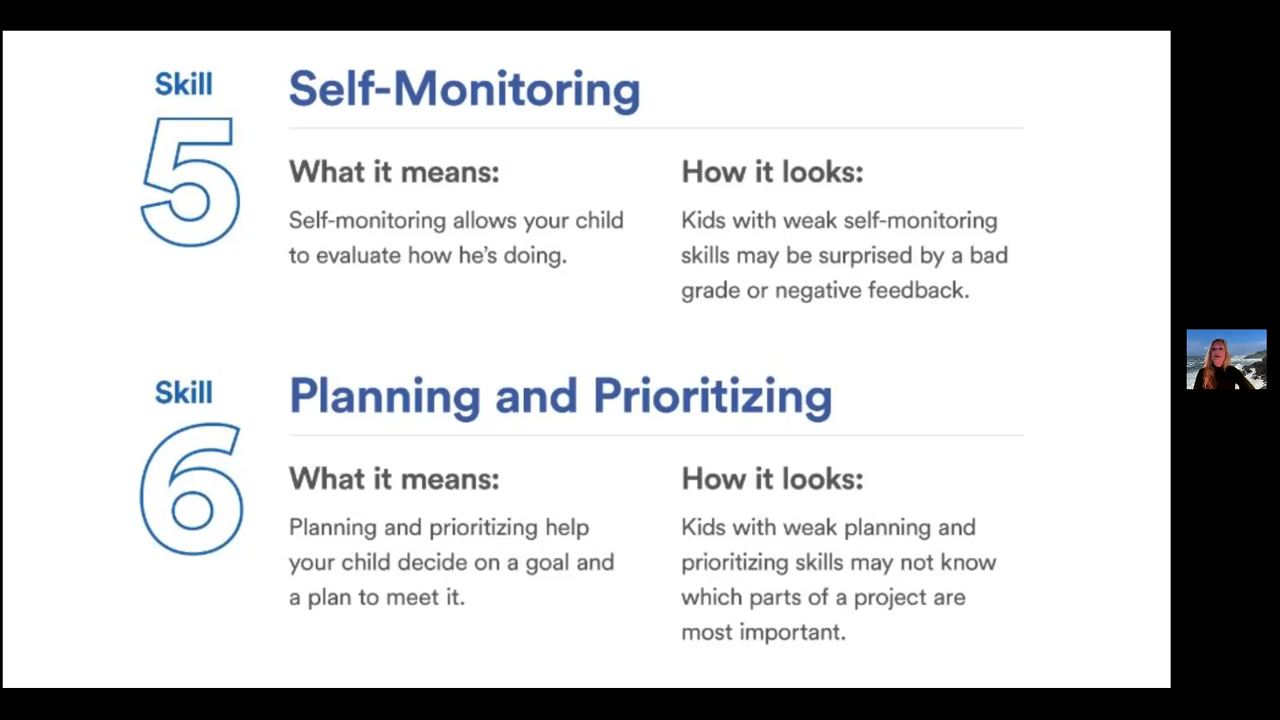 Skill
5
Self-Monitoring
What it means:
Self-monitoring allows your child
to evaluate how he's doing.
How it looks:
Kids with weak self-monitoring
skills may be surprised by a bad
grade or negative feedback.
Skill
6
Planning and Prioritizing
What it means:
Planning and prioritizing help
your child decide on a goal and
a plan to meet it.
How it looks:
Kids with weak planning and
prioritizing skills may not know
which parts of a project are
most important.